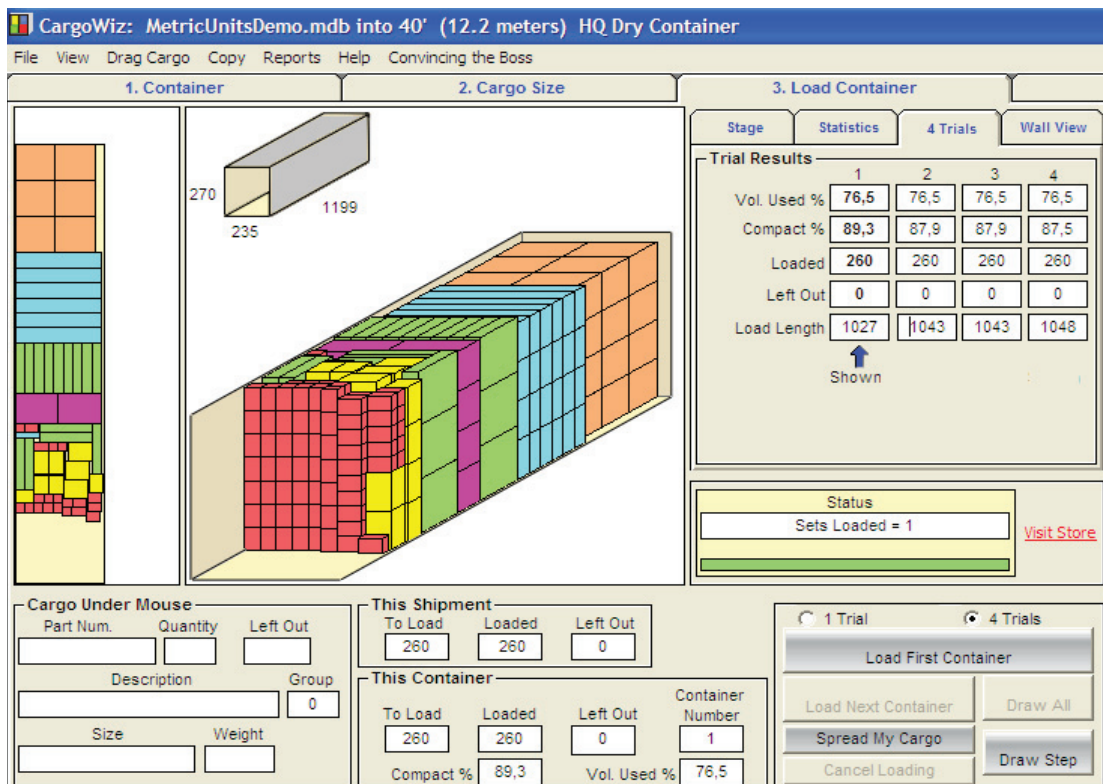 CargoWiz: MetricUnitsDemo.mdb into 40' (12.2 meters) HQ Dry Container
File View Drag Cargo Copy Reports Help Convincing the Boss
1. Container 2. Cargo Size 3. Load Container
270
235
1199
Stage Statistics 4 Trials Wall View
Trial Results
1 2 3 4
Vol. Used % 76,5 76,5 76,5 76,5
Compact % 89,3 87,9 87,9 87,5
Loaded 260 260 260 260
Left Out 0 0 0 0
Load Length 1027 1043 1043 1048
Shown
Status
Sets Loaded = 1
Visit Store
Cargo Under Mouse
Part Num. Quantity Left Out
Description Group
0
Size Weight
This Shipment
To Load Loaded Left Out
260 260 0
This Container
To Load Loaded Left Out Container Number
260 260 0 1
Compact % 89,3 Vol. Used % 76,5
1 Trial 4 Trials
Load First Container
Load Next Container Draw All
Spread My Cargo
Draw Step
Cancel Loading